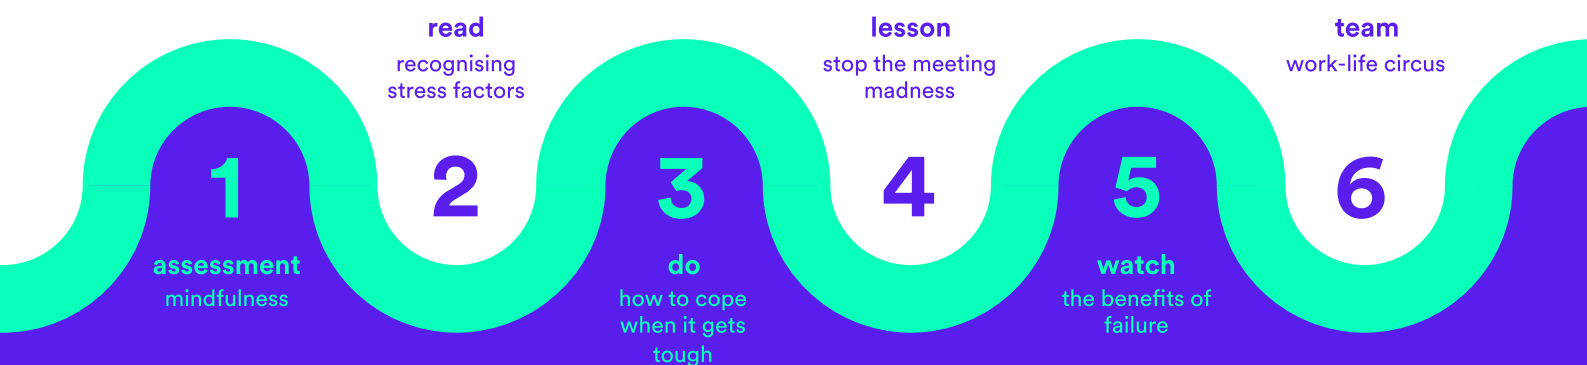 1
assessment
mindfulness
read
recognising
stress factors
2
3
do
how to cope
when it gets
tough
lesson
stop the meeting
madness
4
5
watch
the benefits of
failure
team
work-life circus
6